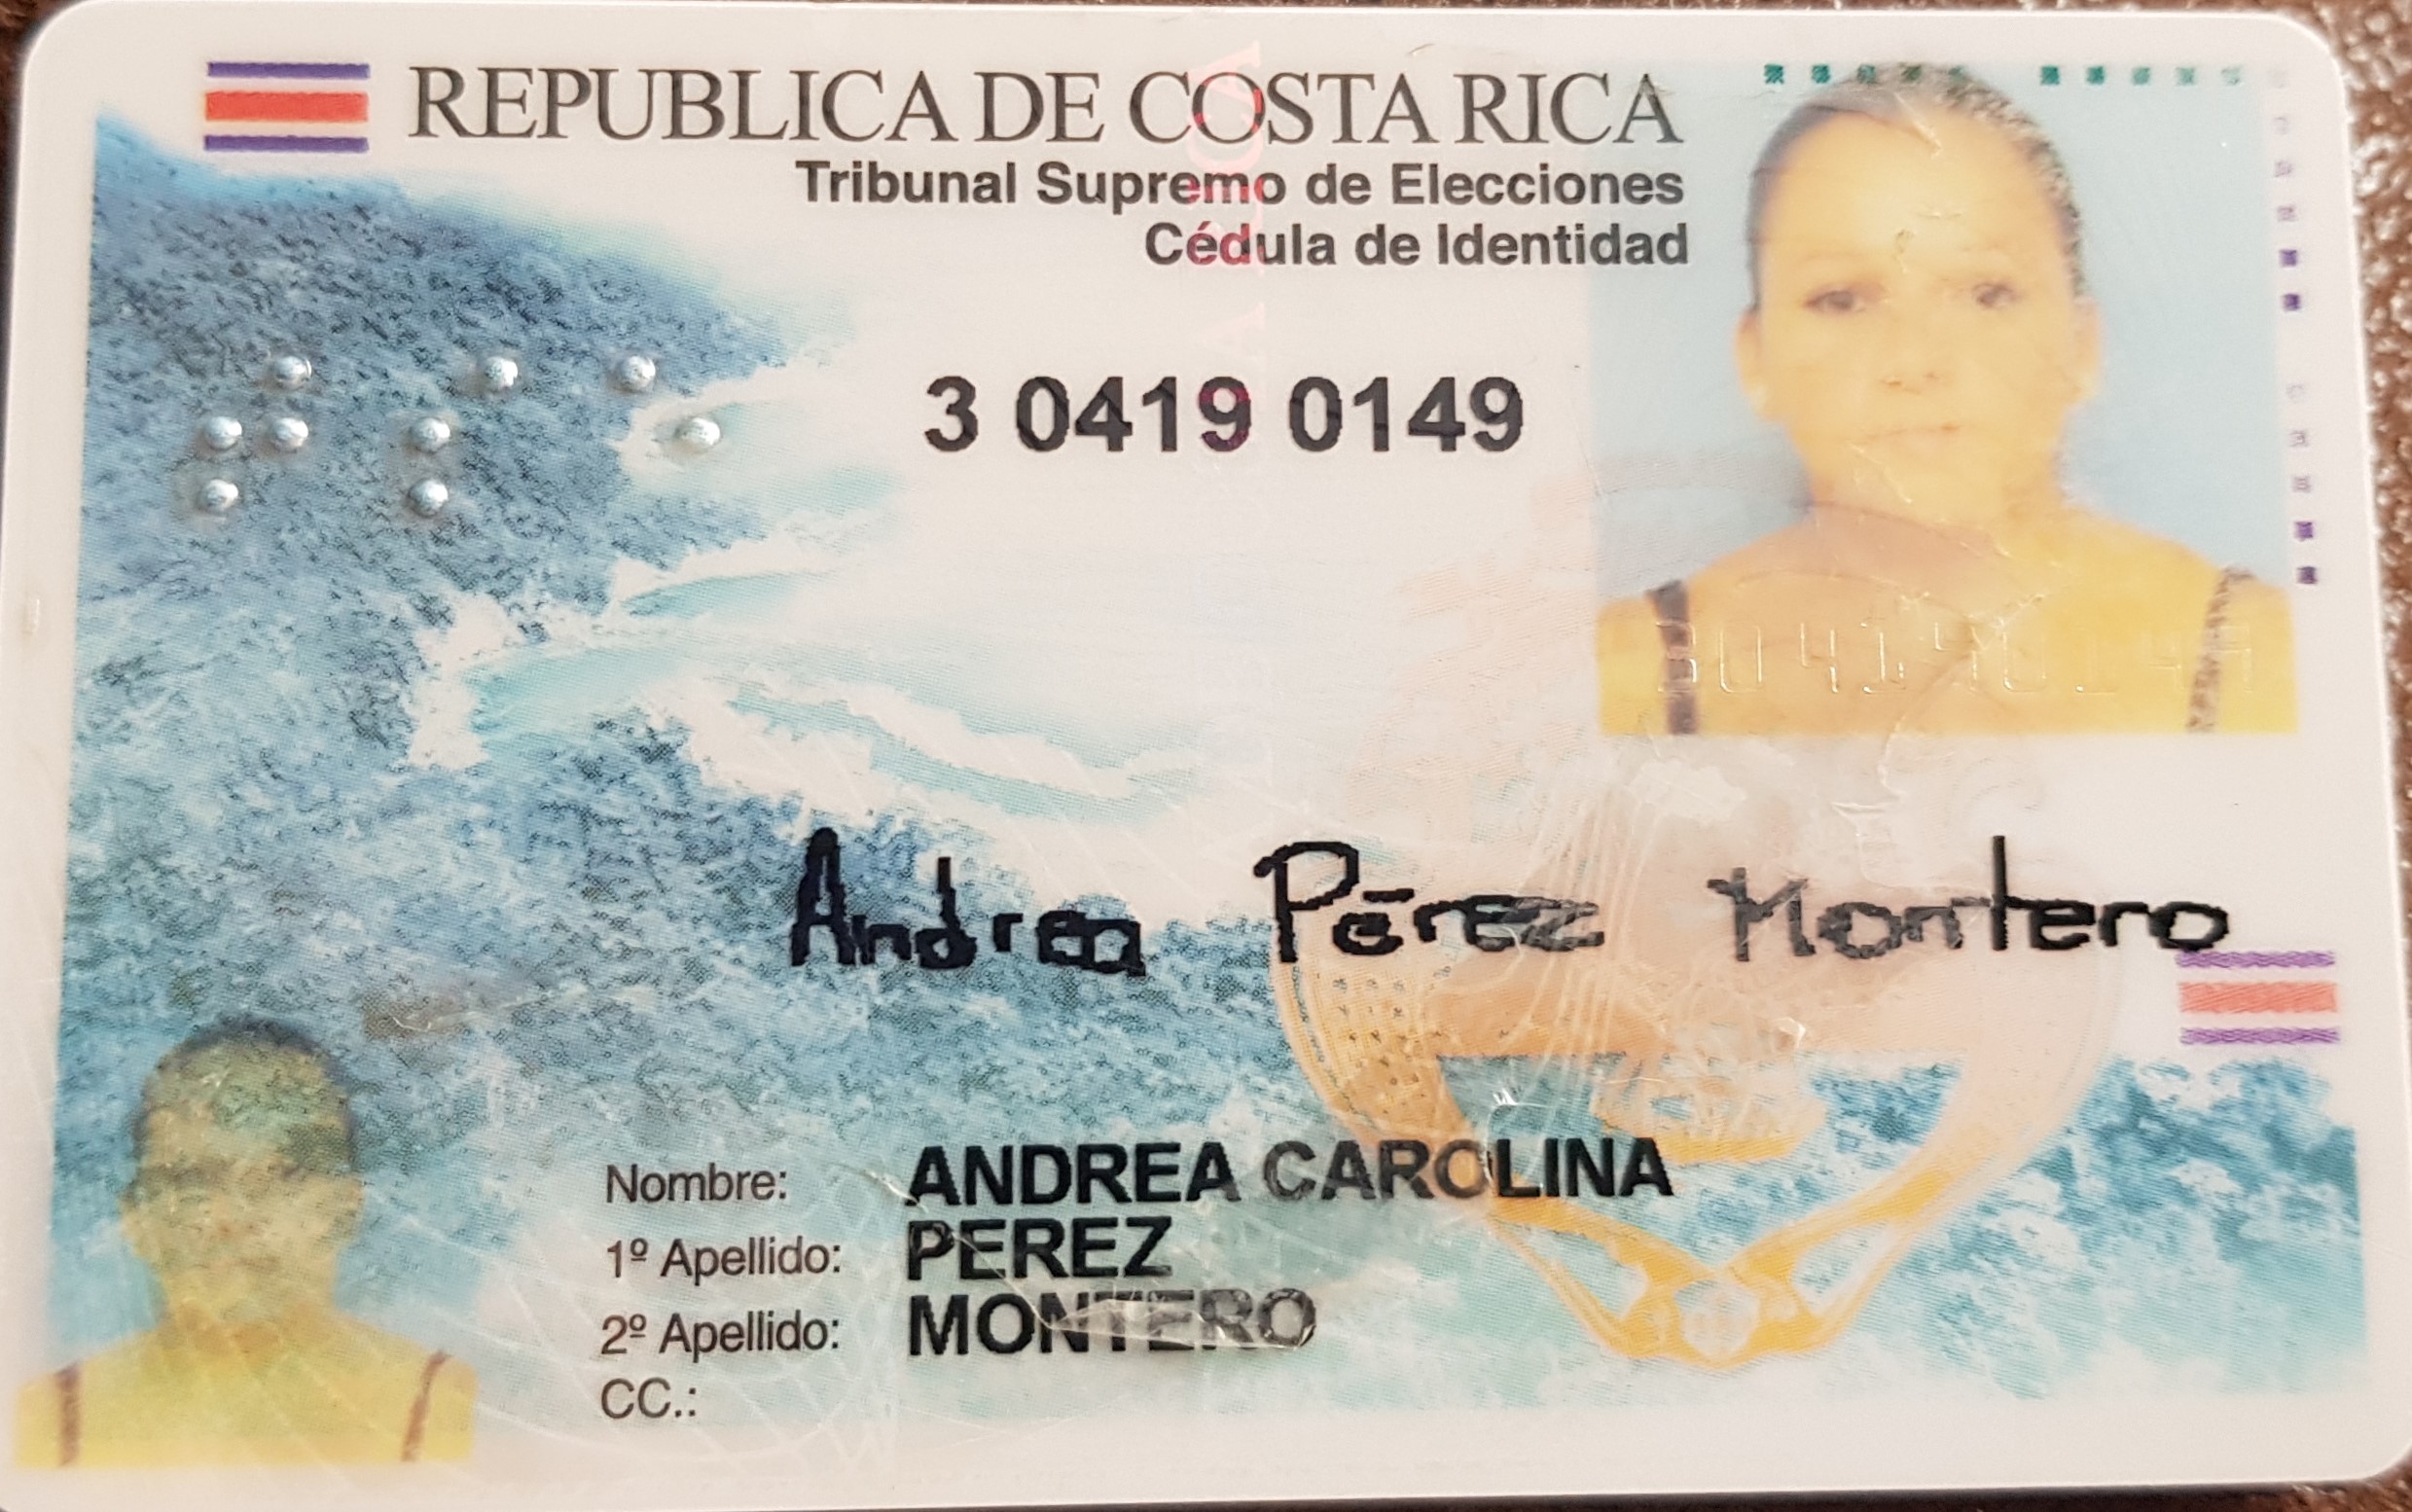 REPUBLICA DE COSTA RICA
Tribunal Supremo de Elecciones
Cédula de Identidad
3 0419 0149
304190149
Andrea Pérez Montero
Nombre: ANDREA CAROLINA
1º Apellido: PEREZ
2º Apellido: MONTERO
CC.: